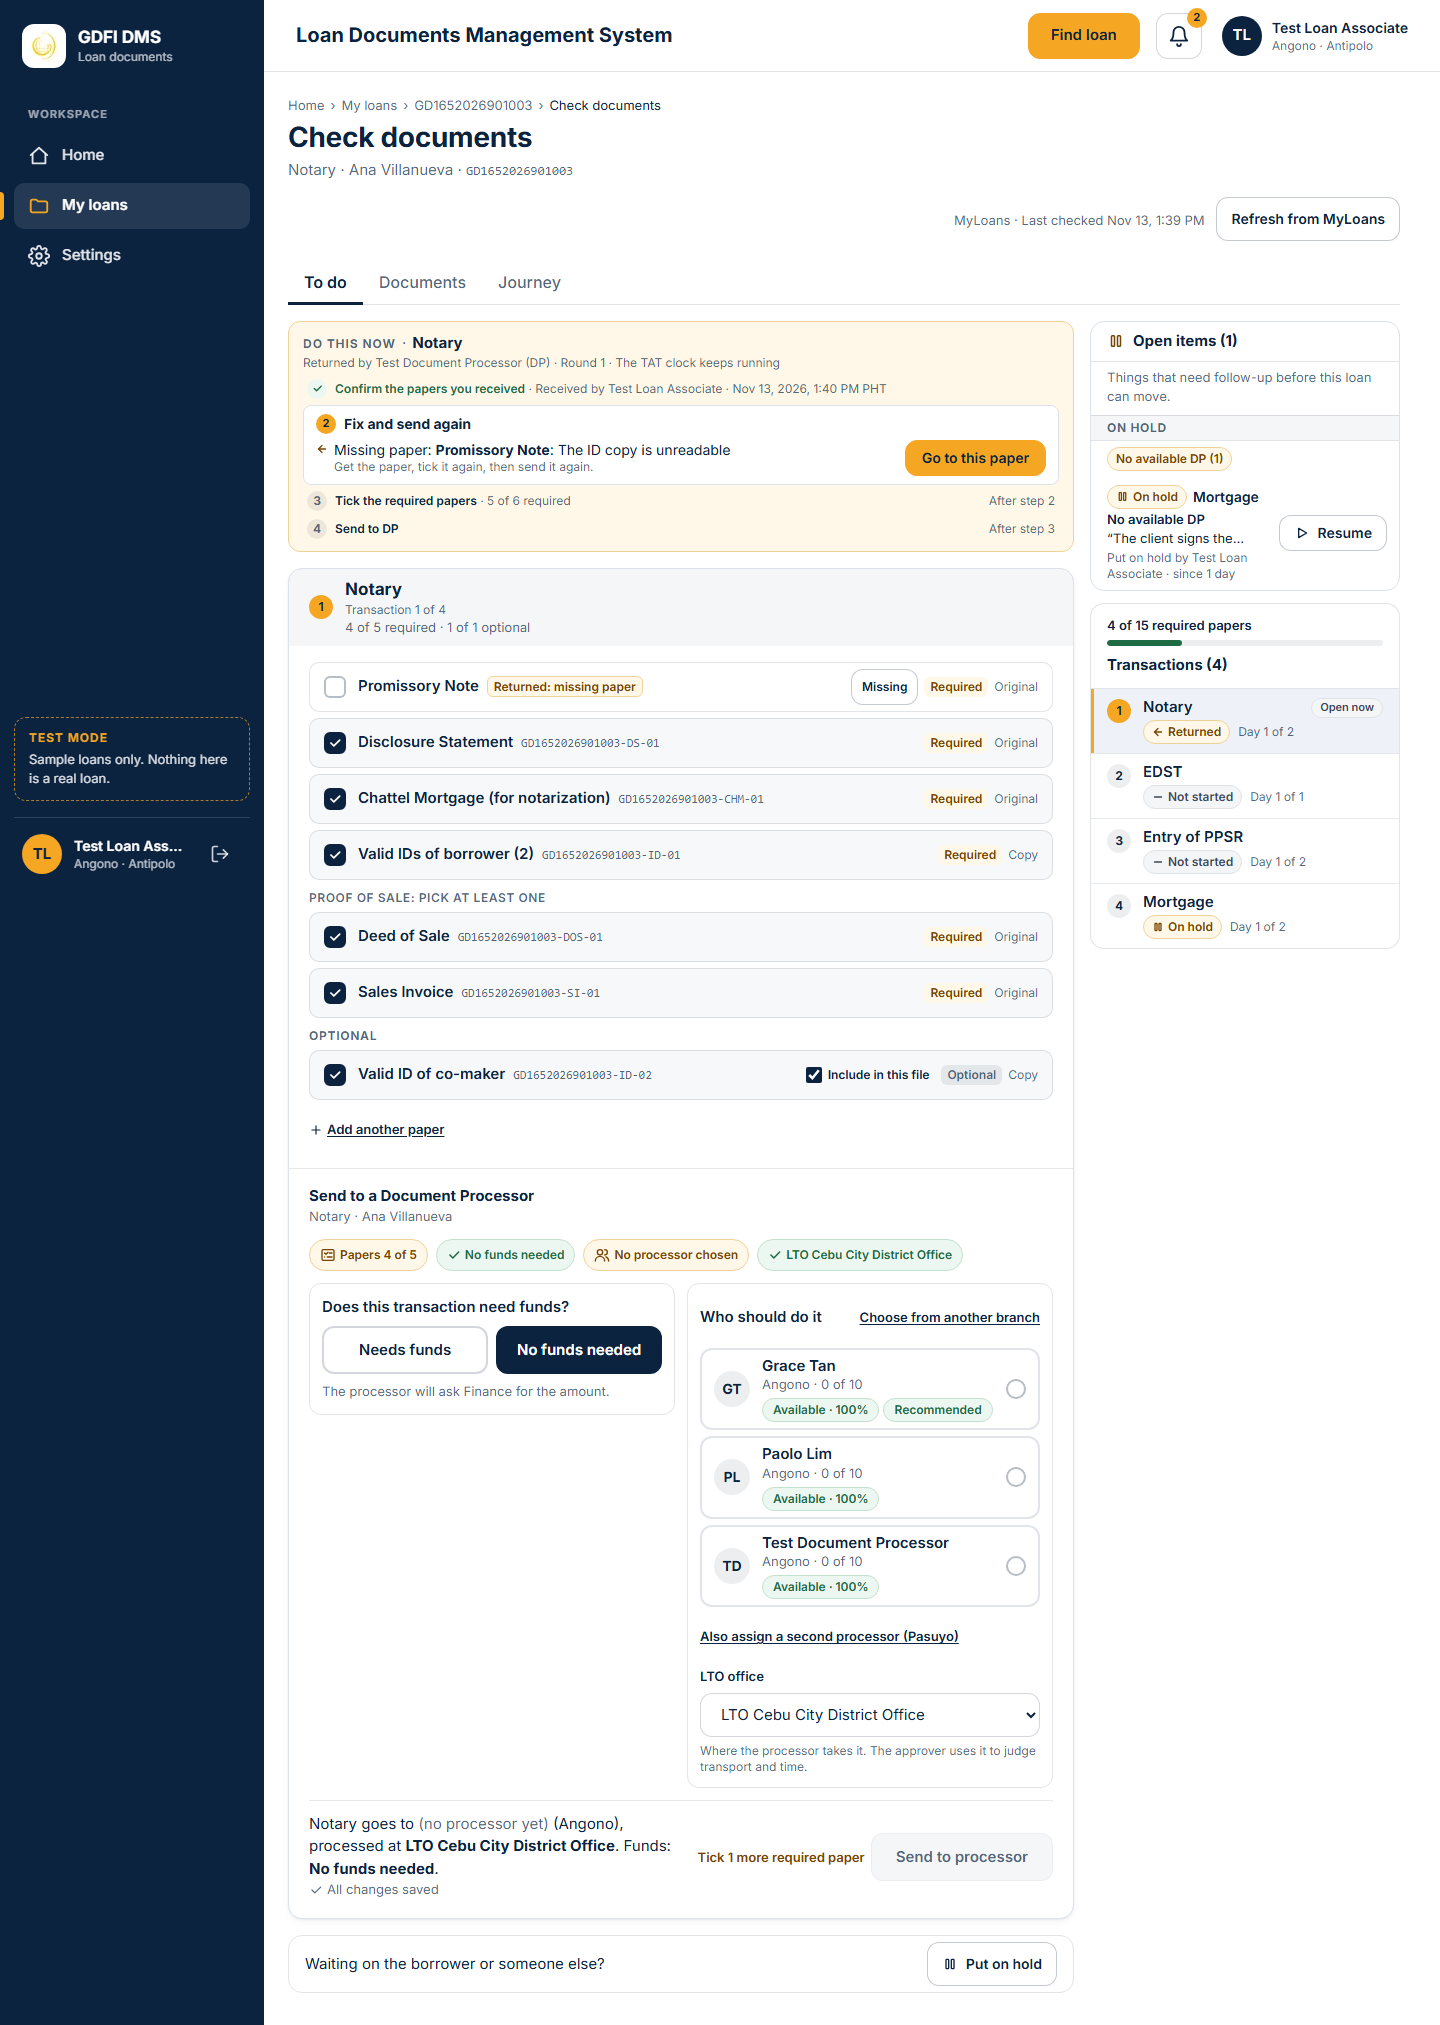 GDFI DMS
Loan documents
WORKSPACE
Home
My loans
Settings
TEST MODE
Sample loans only. Nothing here
is a real loan.
TL
Test Loan Ass...
Angono · Antipolo
Loan Documents Management System
Find loan
2
TL
Test Loan Associate
Angono · Antipolo
Home › My loans › GD1652026901003 › Check documents
Check documents
Notary · Ana Villanueva · GD1652026901003
MyLoans · Last checked Nov 13, 1:39 PM
Refresh from MyLoans
To do
Documents
Journey
DO THIS NOW · Notary
Returned by Test Document Processor (DP) · Round 1 · The TAT clock keeps running
Confirm the papers you received · Received by Test Loan Associate · Nov 13, 2026, 1:40 PM PHT
2 Fix and send again
Missing paper: Promissory Note: The ID copy is unreadable
Get the paper, tick it again, then send it again.
Go to this paper
3 Tick the required papers · 5 of 6 required
After step 2
4 Send to DP
After step 3
1
Notary
Transaction 1 of 4
4 of 5 required · 1 of 1 optional
Promissory Note Returned: missing paper Missing Required Original
Disclosure Statement GD1652026901003-DS-01 Required Original
Chattel Mortgage (for notarization) GD1652026901003-CHM-01 Required Original
Valid IDs of borrower (2) GD1652026901003-ID-01 Required Copy
PROOF OF SALE: PICK AT LEAST ONE
Deed of Sale GD1652026901003-DOS-01 Required Original
Sales Invoice GD1652026901003-SI-01 Required Original
OPTIONAL
Valid ID of co-maker GD1652026901003-ID-02 Include in this file Optional Copy
+ Add another paper
Send to a Document Processor
Notary · Ana Villanueva
Papers 4 of 5
No funds needed
No processor chosen
LTO Cebu City District Office
Does this transaction need funds?
Needs funds
No funds needed
The processor will ask Finance for the amount.
Who should do it
Choose from another branch
GT
Grace Tan
Angono · 0 of 10
Available · 100%
Recommended
PL
Paolo Lim
Angono · 0 of 10
Available · 100%
TD
Test Document Processor
Angono · 0 of 10
Available · 100%
Also assign a second processor (Pasuyo)
LTO office
LTO Cebu City District Office
Where the processor takes it. The approver uses it to judge
transport and time.
Notary goes to (no processor yet) (Angono),
processed at LTO Cebu City District Office. Funds:
No funds needed.
All changes saved
Tick 1 more required paper
Send to processor
Waiting on the borrower or someone else?
Put on hold
Open items (1)
Things that need follow-up before this loan
can move.
ON HOLD
No available DP (1)
On hold Mortgage
No available DP
“The client signs the...
Put on hold by Test Loan
Associate · since 1 day
Resume
4 of 15 required papers
Transactions (4)
1 Notary
Open now
Returned Day 1 of 2
2 EDST
Not started Day 1 of 1
3 Entry of PPSR
Not started Day 1 of 2
4 Mortgage
On hold Day 1 of 2